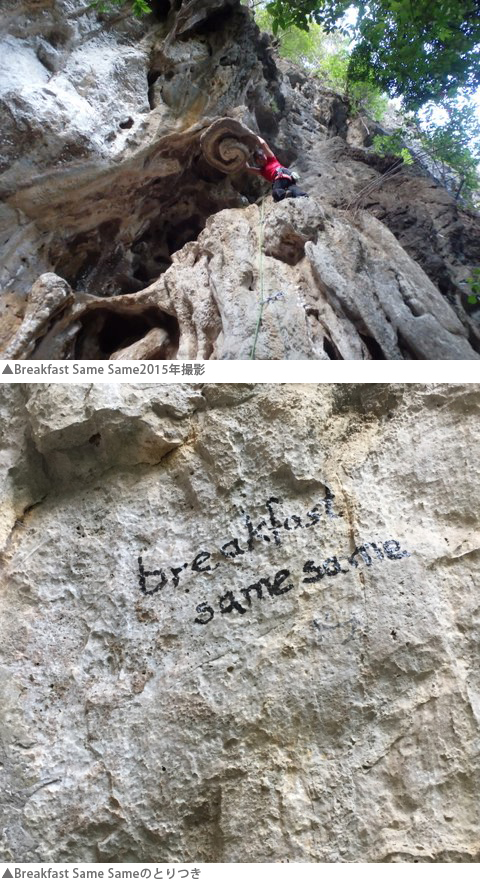 ▲Breakfast Same Same2015年撮影
breakfast
same same
▲Breakfast Same Sameのとりつき